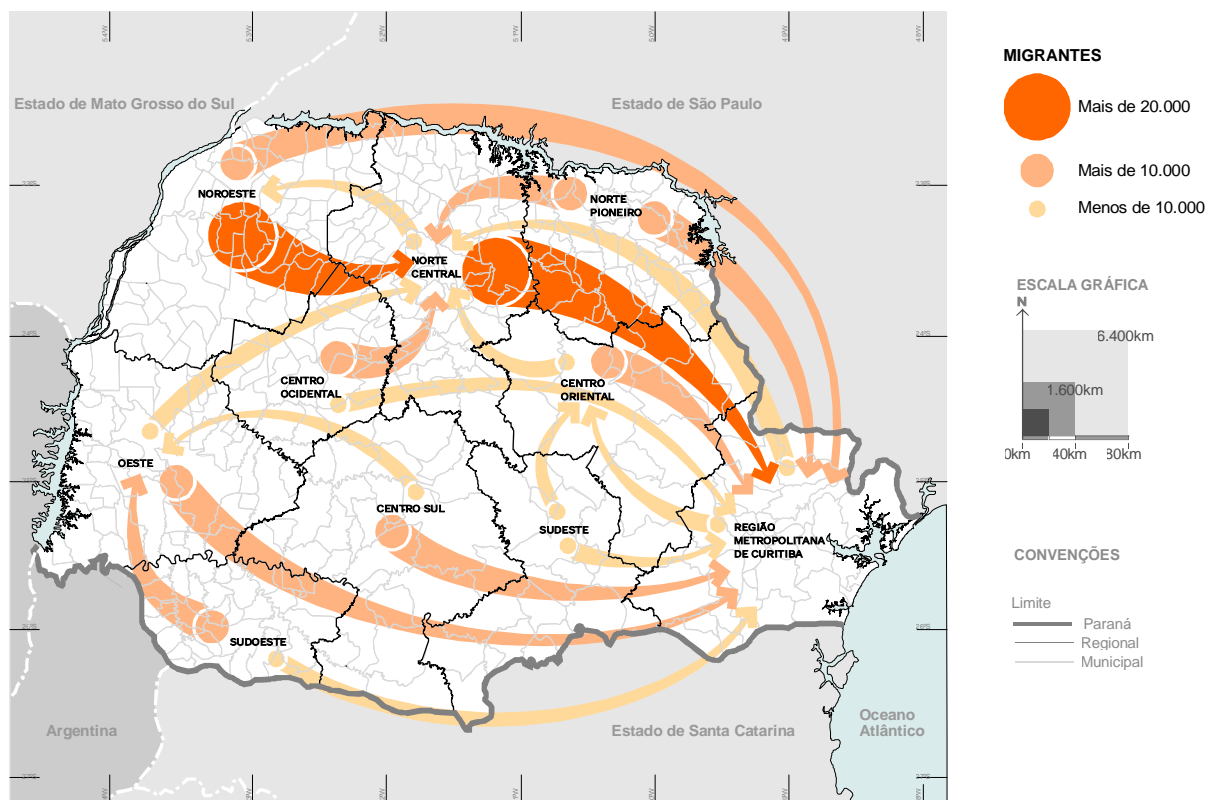 Estado de Mato Grosso do Sul
Estado de São Paulo
NOROESTE
NORTE
PIONEIRO
NORTE
CENTRAL
CENTRO
OCIDENTAL
CENTRO
ORIENTAL
OESTE
CENTRO SUL
SUDESTE
REGIÃO
METROPOLITANA
DE CURITIBA
SUDOESTE
Argentina
Estado de Santa Catarina
Oceano
Atlântico
MIGRANTES
Mais de 20.000
Mais de 10.000
Menos de 10.000
ESCALA GRÁFICA
N
6.400km
1.600km
0km
40km
80km
CONVENÇÕES
Limite
Paraná
Regional
Municipal